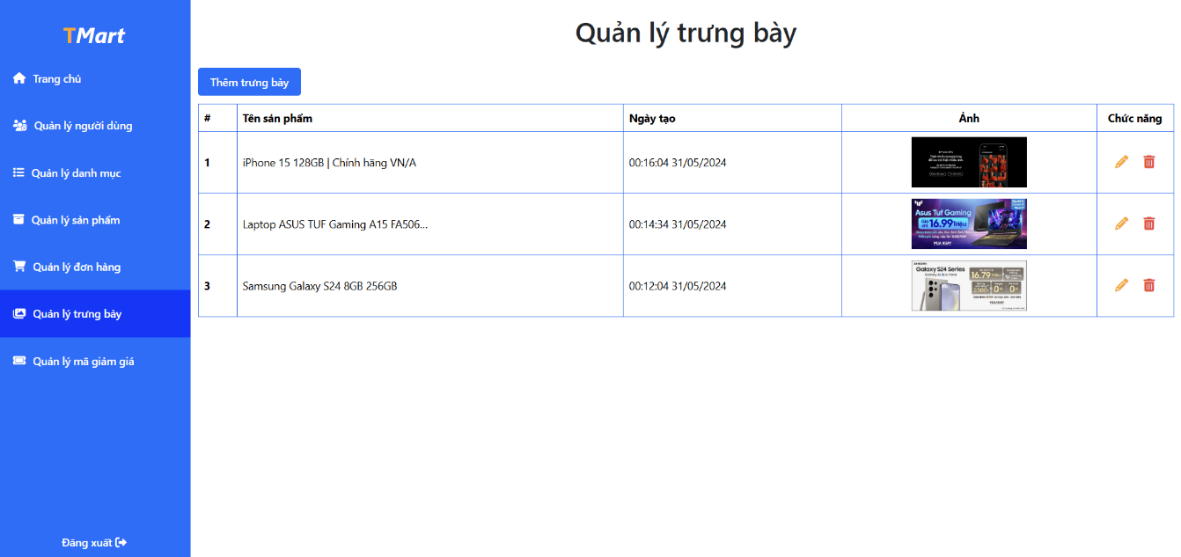 TMart
Trang chủ
Quản lý người dùng
Quản lý danh mục
Quản lý sản phẩm
Quản lý đơn hàng
Quản lý trưng bày
Quản lý mã giảm giá
Đăng xuất
Quản lý trưng bày
Thêm trưng bày
# Tên sản phẩm Ngày tạo Ảnh Chức năng
1 iPhone 15 128GB | Chính hãng VN/A 00:16:04 31/05/2024
2 Laptop ASUS TUF Gaming A15 FA506... 00:14:34 31/05/2024
Asus Tuf Gaming
16.99 triệu
3 Samsung Galaxy S24 8GB 256GB 00:12:04 31/05/2024
Galaxy S24 Series
16.79